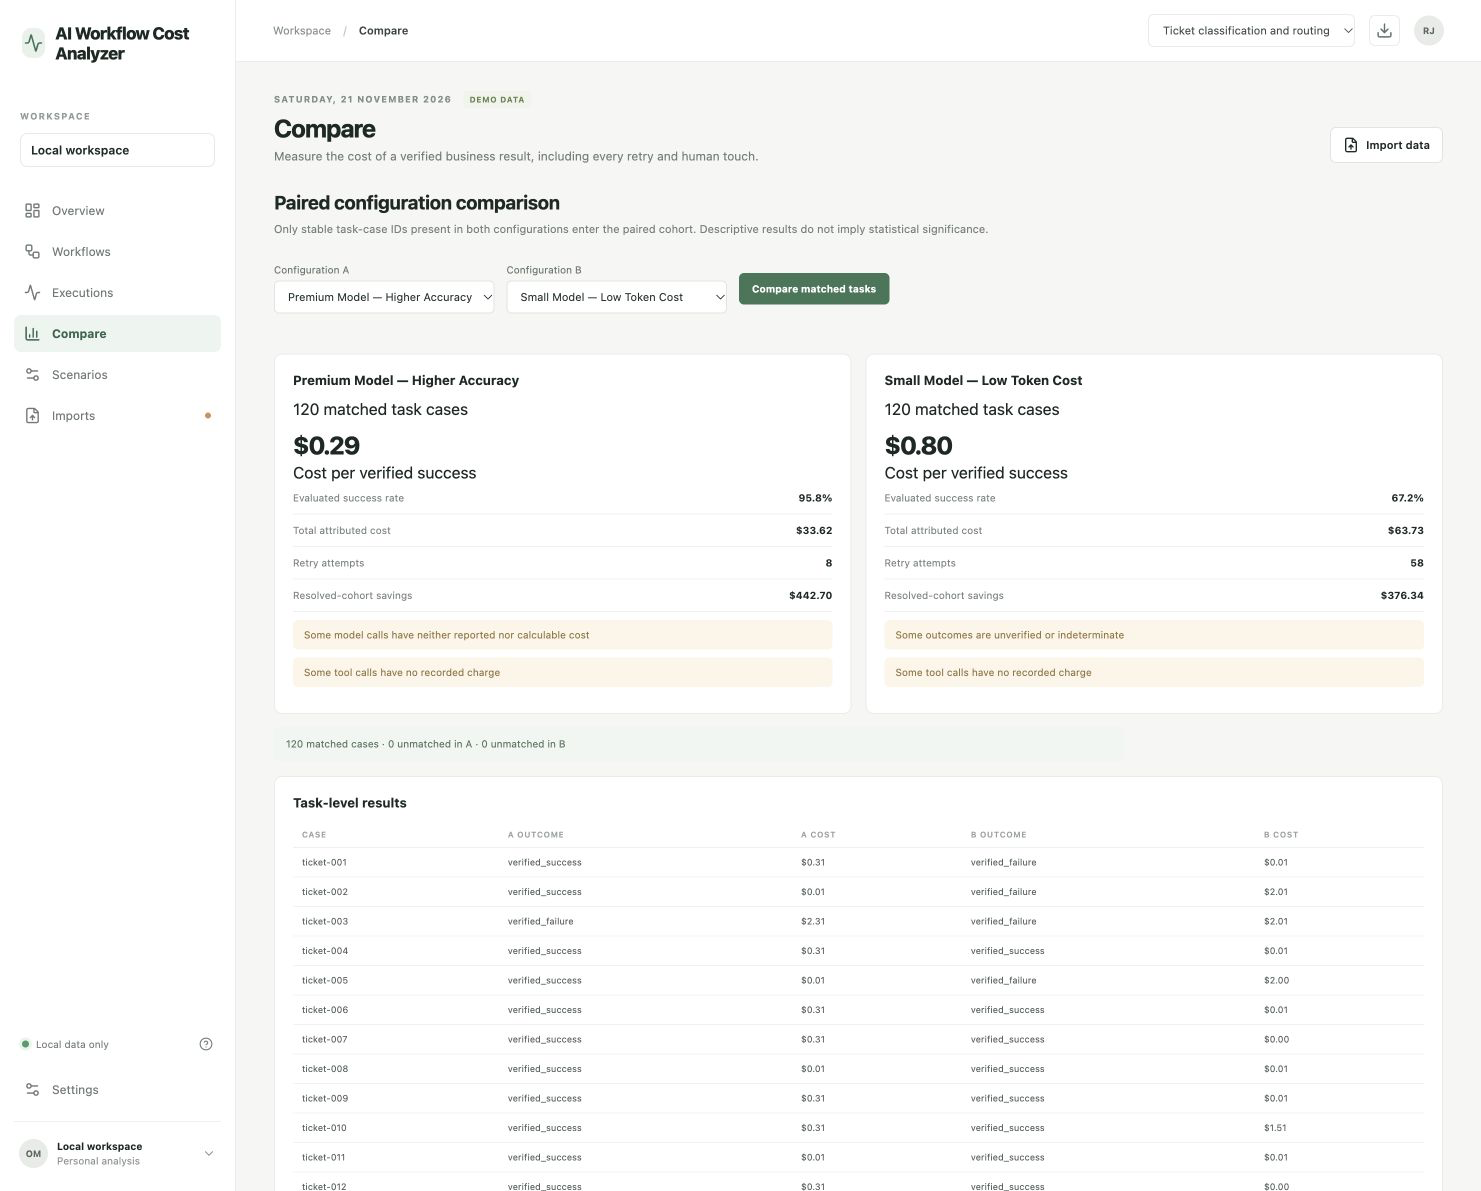 AI Workflow Cost
Analyzer
WORKSPACE
Local workspace
Overview
Workflows
Executions
Compare
Scenarios
Imports
Local data only
Settings
OM
Local workspace
Personal analysis
Workspace / Compare
Ticket classification and routing
RJ
SATURDAY, 21 NOVEMBER 2026 DEMO DATA
Compare
Measure the cost of a verified business result, including every retry and human touch.
Import data
Paired configuration comparison
Only stable task-case IDs present in both configurations enter the paired cohort. Descriptive results do not imply statistical significance.
Configuration A
Premium Model — Higher Accuracy
Configuration B
Small Model — Low Token Cost
Compare matched tasks
Premium Model — Higher Accuracy
120 matched task cases
$0.29
Cost per verified success
Evaluated success rate 95.8%
Total attributed cost $33.62
Retry attempts 8
Resolved-cohort savings $442.70
Some model calls have neither reported nor calculable cost
Some tool calls have no recorded charge
Small Model — Low Token Cost
120 matched task cases
$0.80
Cost per verified success
Evaluated success rate 67.2%
Total attributed cost $63.73
Retry attempts 58
Resolved-cohort savings $376.34
Some outcomes are unverified or indeterminate
Some tool calls have no recorded charge
120 matched cases · 0 unmatched in A · 0 unmatched in B
Task-level results
CASE A OUTCOME A COST B OUTCOME B COST
ticket-001 verified_success $0.31 verified_failure $0.01
ticket-002 verified_success $0.01 verified_failure $2.01
ticket-003 verified_failure $2.31 verified_failure $2.01
ticket-004 verified_success $0.31 verified_success $0.01
ticket-005 verified_success $0.01 verified_failure $2.00
ticket-006 verified_success $0.31 verified_success $0.01
ticket-007 verified_success $0.31 verified_success $0.00
ticket-008 verified_success $0.01 verified_success $0.01
ticket-009 verified_success $0.31 verified_success $0.01
ticket-010 verified_success $0.31 verified_success $1.51
ticket-011 verified_success $0.01 verified_success $0.01
ticket-012 verified_success $0.31 verified_success $0.00